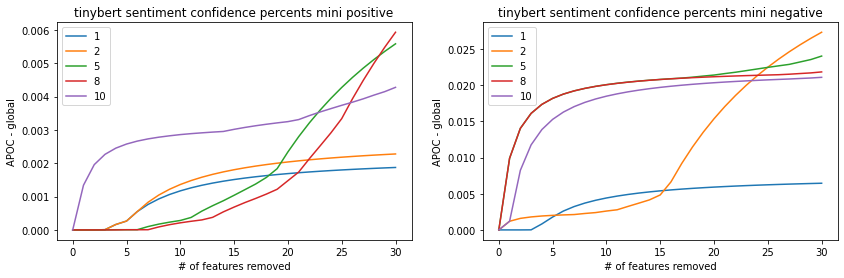 tinybert sentiment confidence percents mini positive
APOC - global
0.006
0.005
0.004
0.003
0.002
0.001
0.000
1
2
5
8
10
0 5 10 15 20 25 30
# of features removed
tinybert sentiment confidence percents mini negative
APOC - global
0.025
0.020
0.015
0.010
0.005
0.000
1
2
5
8
10
0 5 10 15 20 25 30
# of features removed